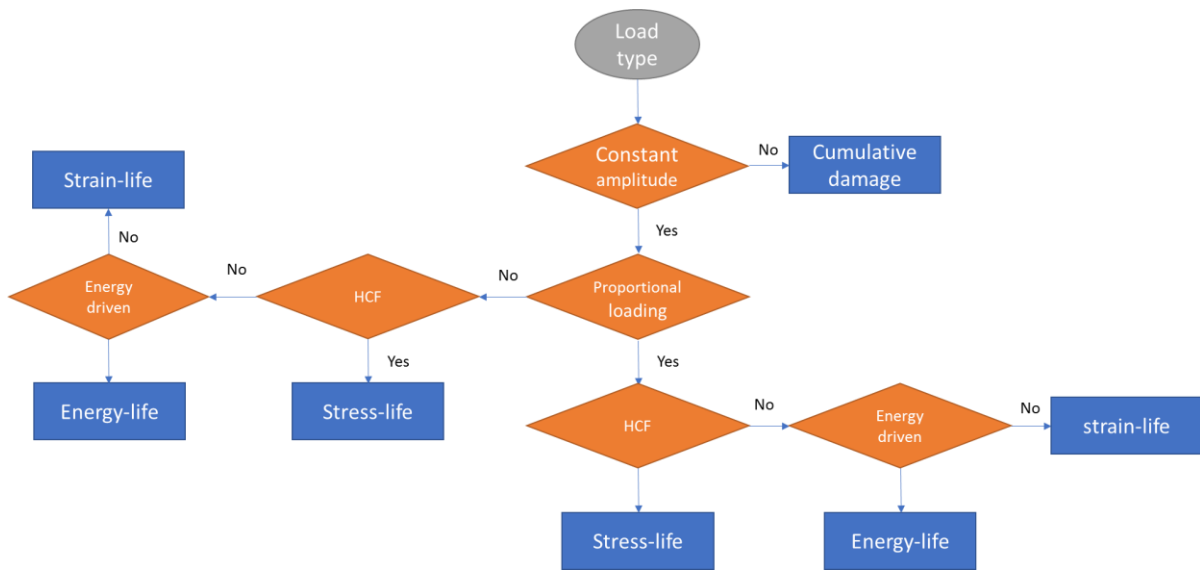 Load
type
Constant
amplitude
No
Cumulative
damage
Yes
Strain-life
No
Energy
driven
No
HCF
No
Proportional
loading
Yes
Yes
Energy-life
Stress-life
HCF
No
Energy
driven
No
strain-life
Stress-life
Energy-life